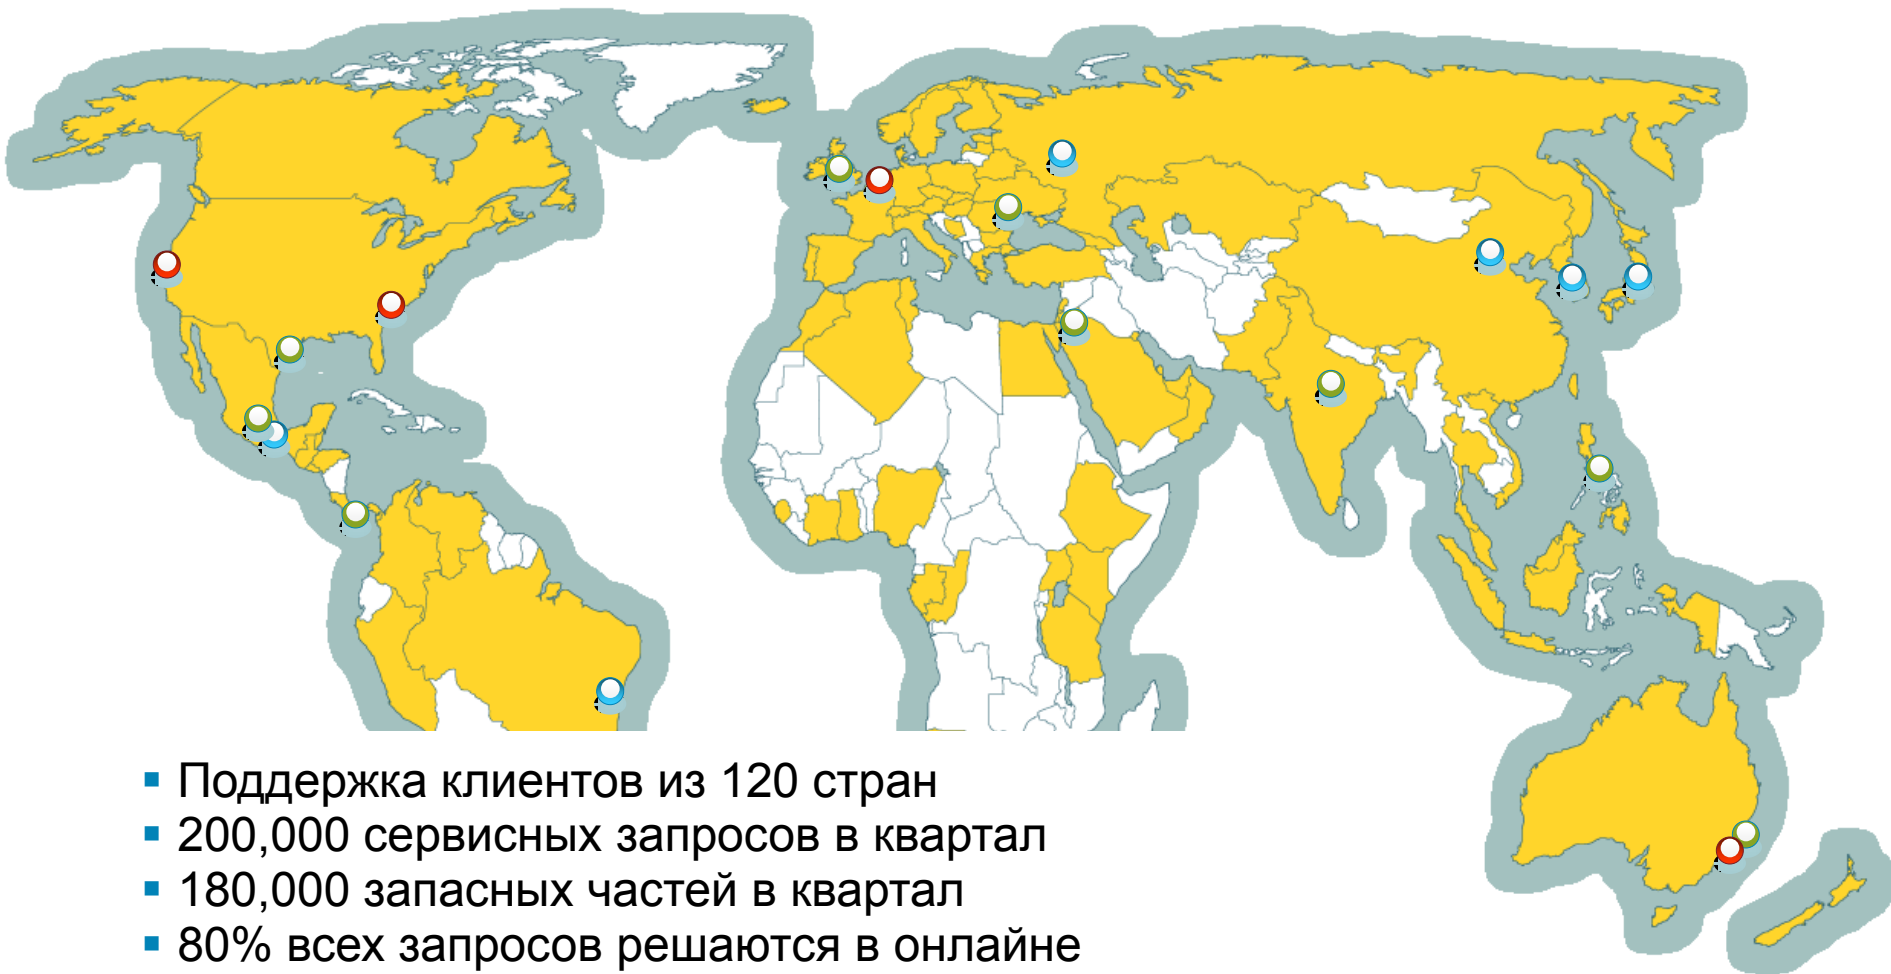 Поддержка клиентов из 120 стран
200,000 сервисных запросов в квартал
180,000 запасных частей в квартал
80% всех запросов решаются в онлайне